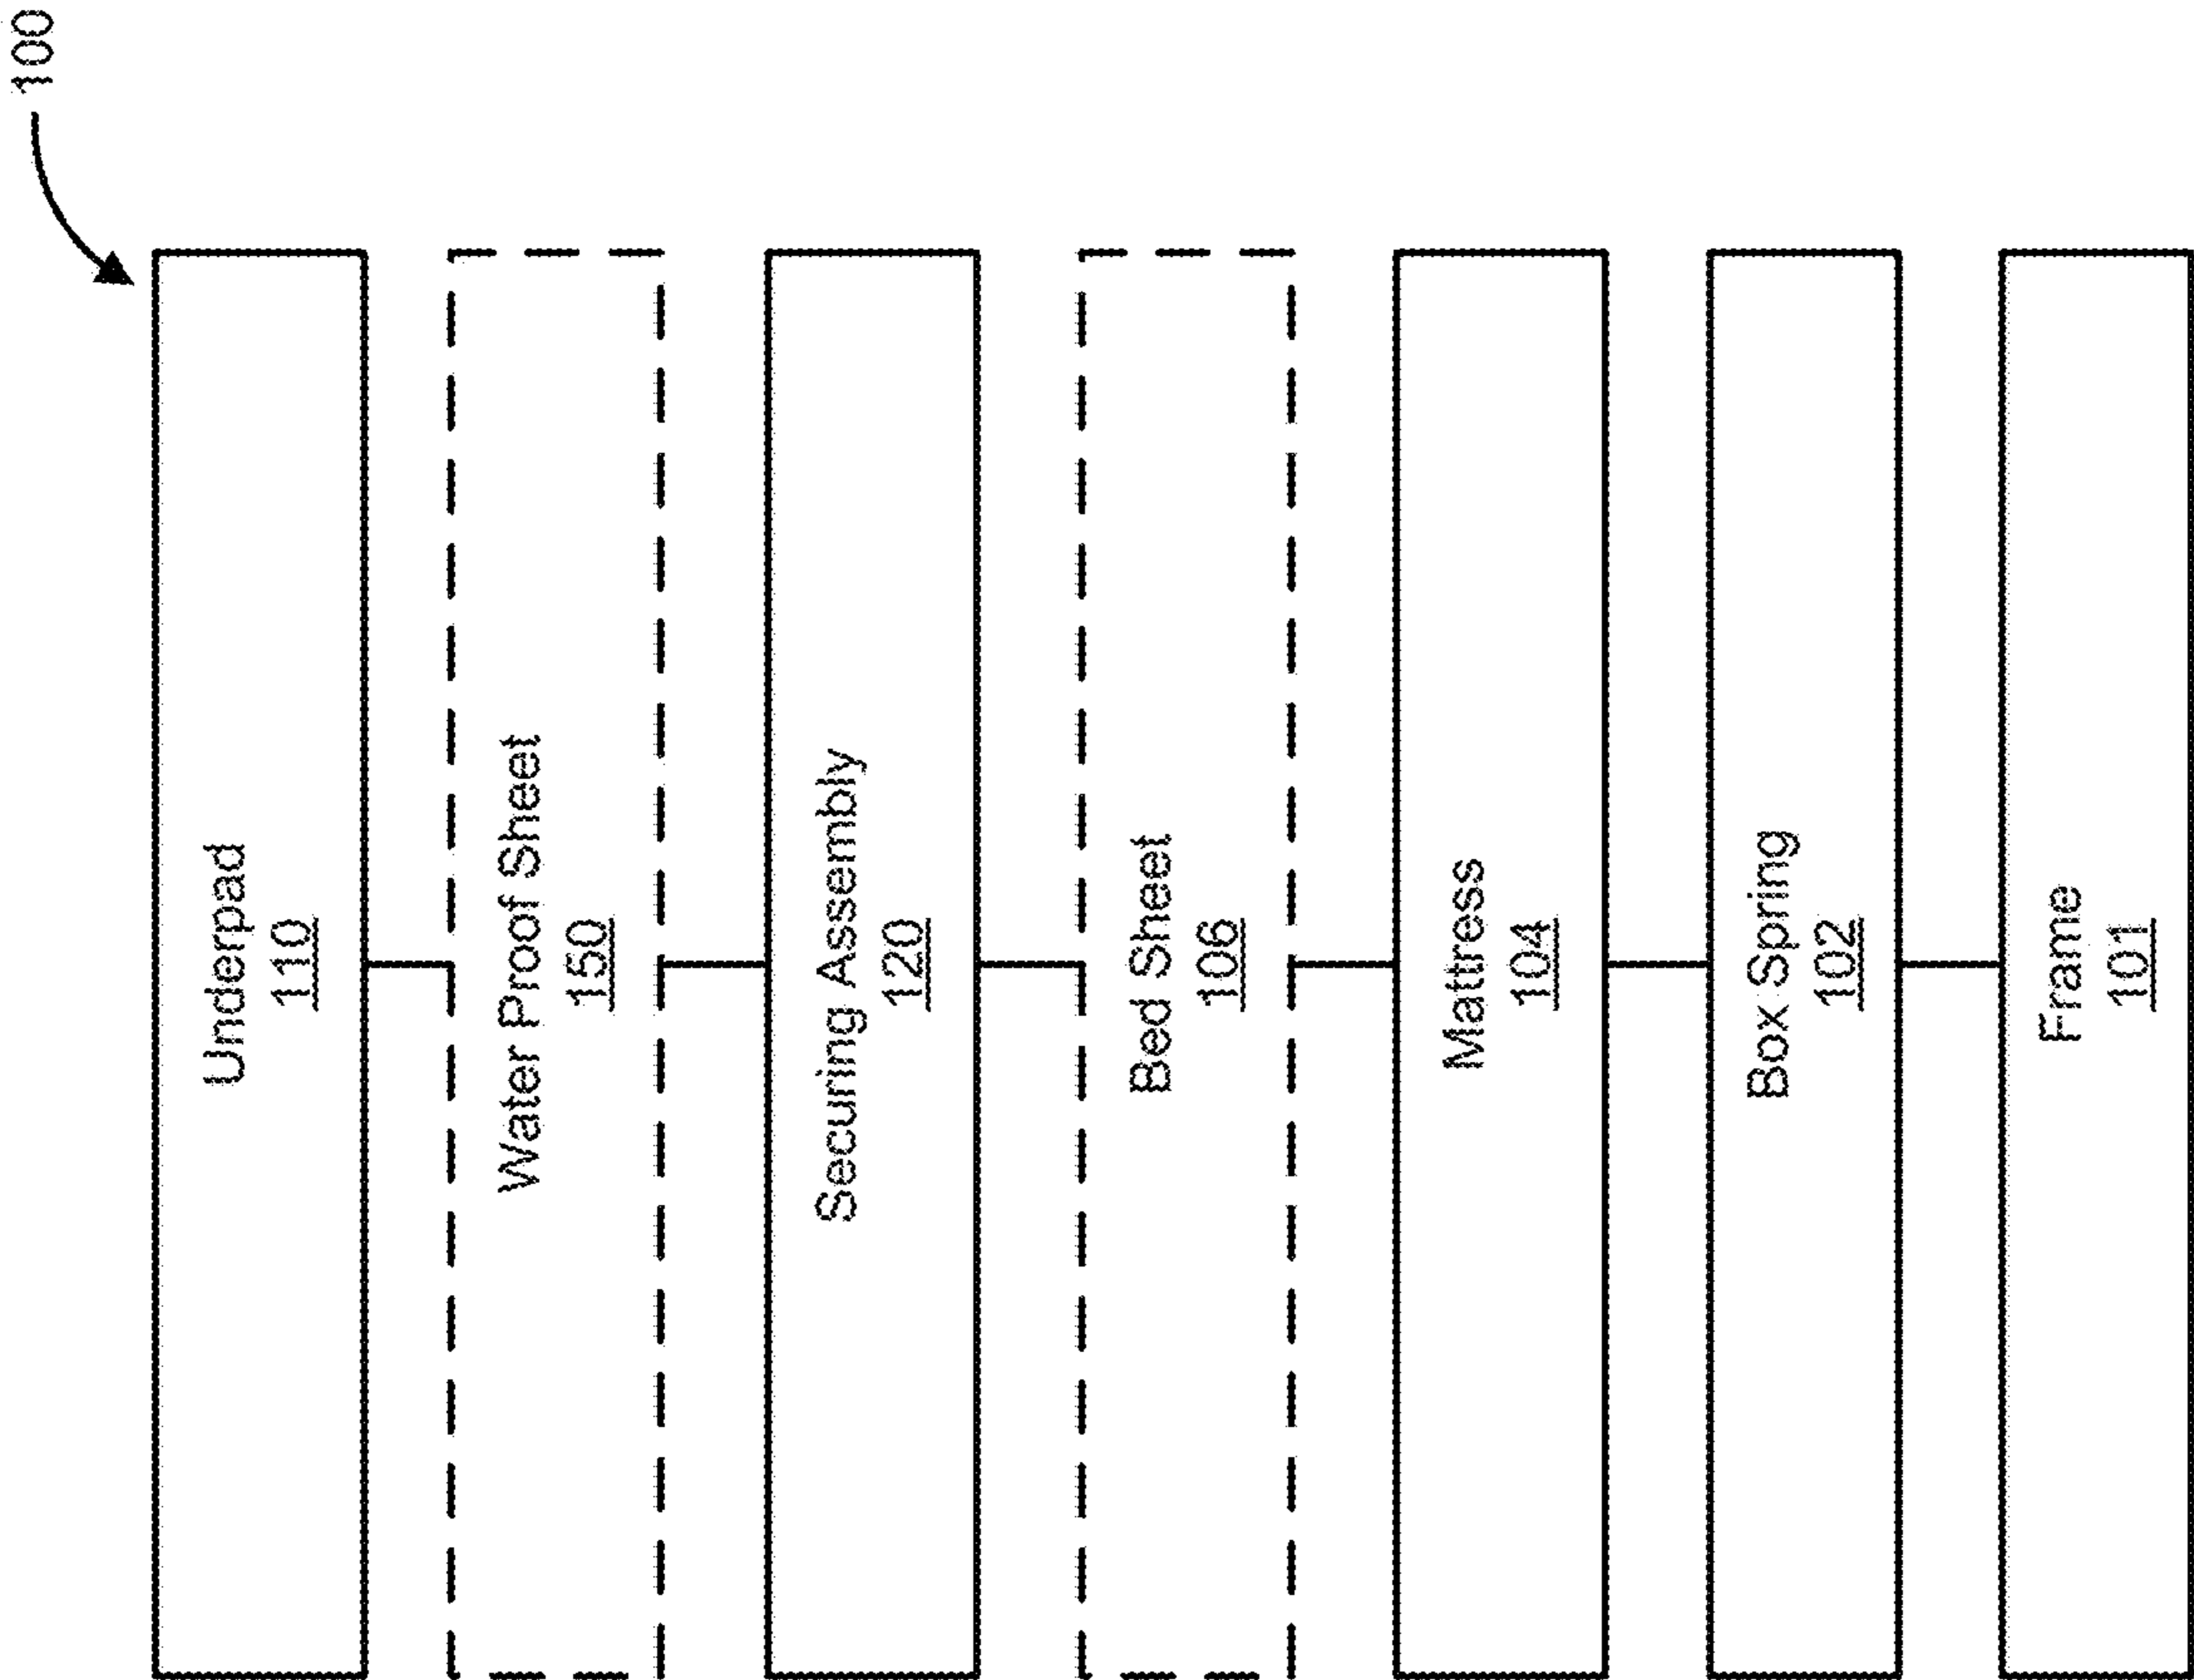 100
Underpad
110
Water Proof Sheet
150
Securing Assembly
120
Bed Sheet
106
Mattress
104
Box Spring
102
Frame
101